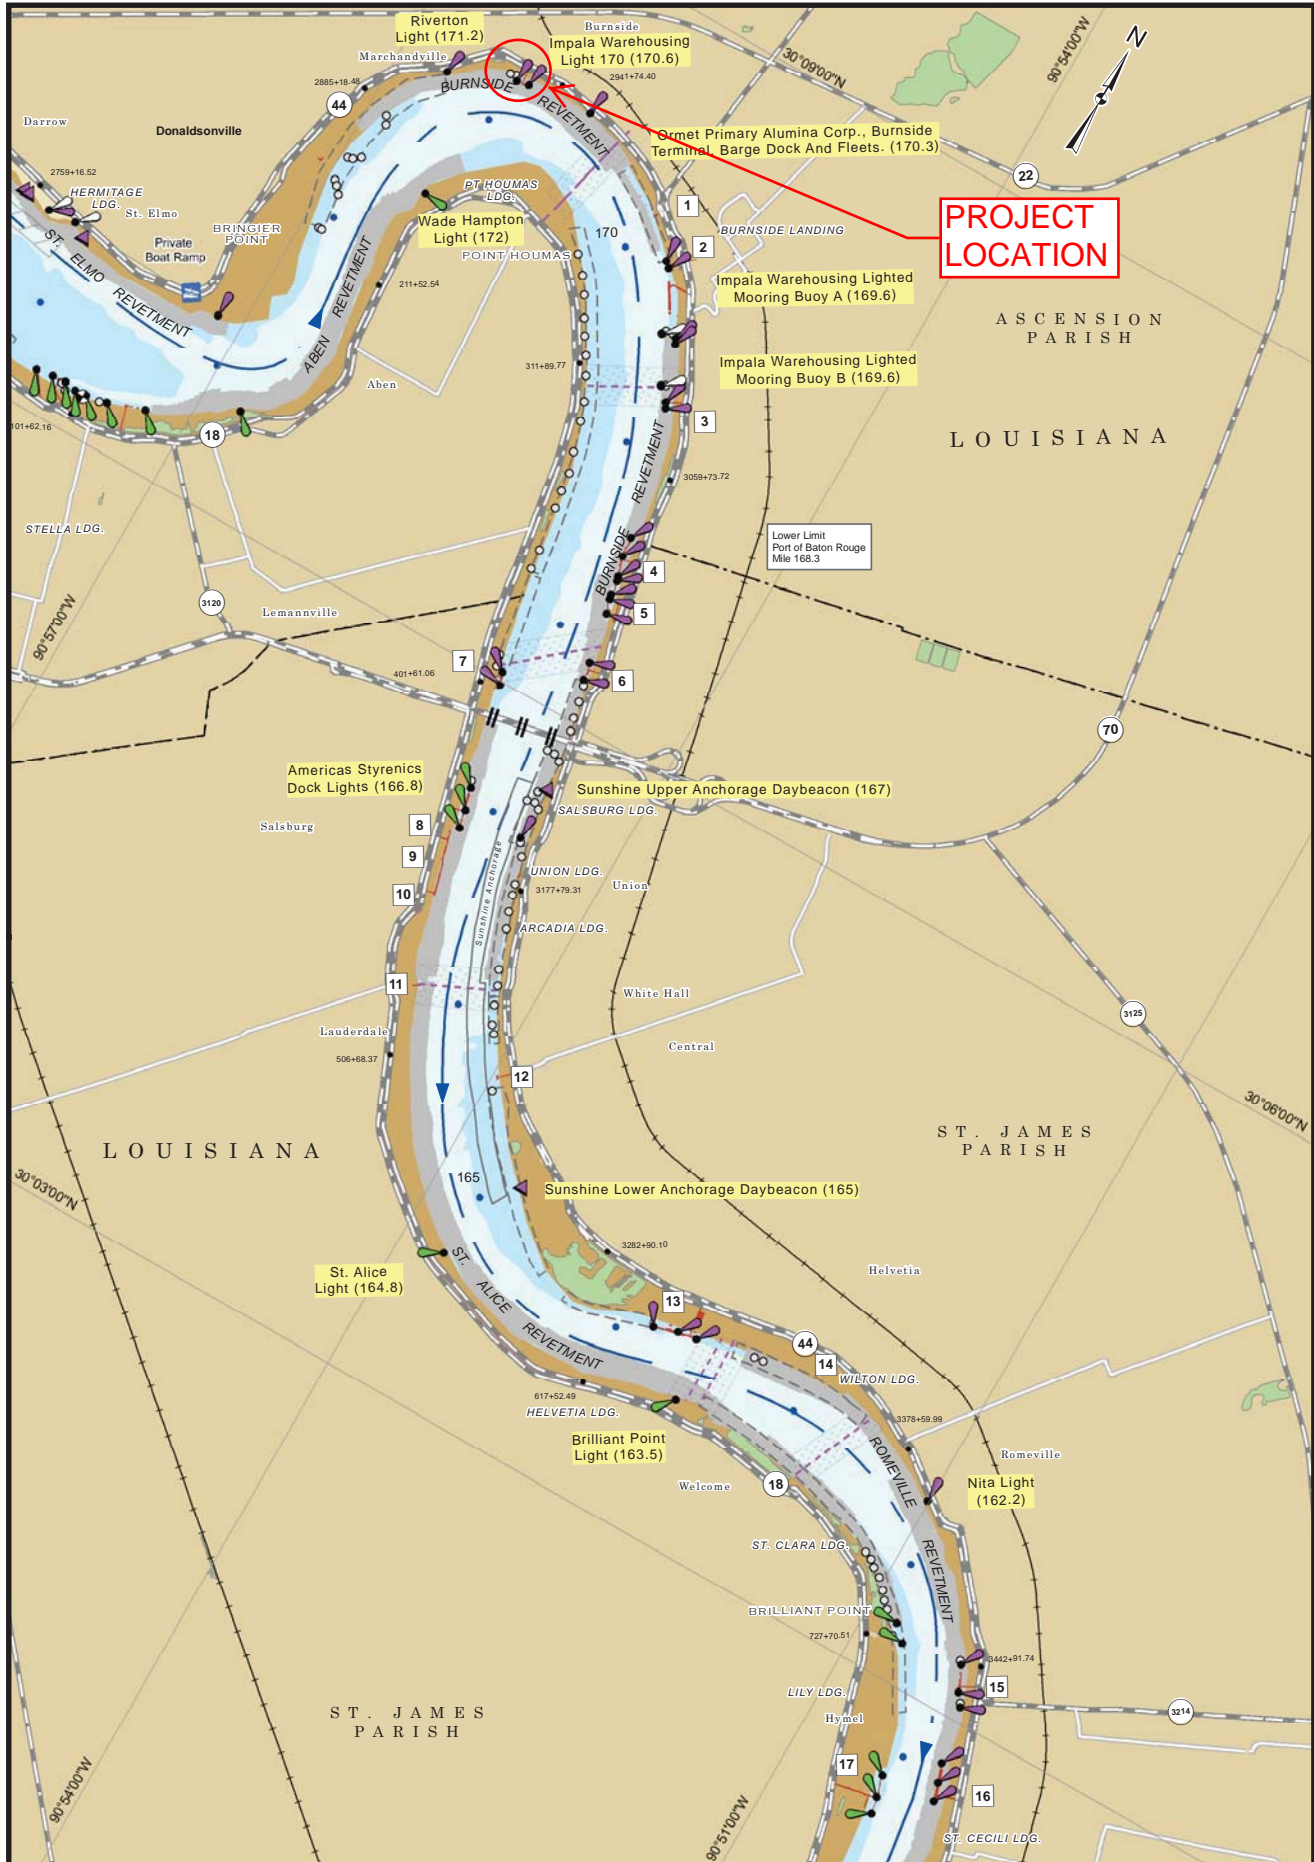 Riverton
Light (171.2)
Burnside
Impala Warehousing
Light 170 (170.6)
Marchandville
30°09'00"N
90°54'00"W
N
2885+18.48
BURNSIDE
REVETMENT
2941+74.40
44
Darrow
Donaldsonville
Ormet Primary Alumina Corp., Burnside
Terminal, Barge Dock And Fleets. (170.3)
22
2759+16.52
HERMITAGE
LDG.
St. Elmo
PT HOUMAS
LDG.
1
PROJECT
LOCATION
Wade Hampton
Light (172)
BRINGIER
POINT
Private
Boat Ramp
ST. ELMO REVETMENT
170
BURNSIDE LANDING
2
POINT HOUMAS
211+52.54
ABEN REVETMENT
Impala Warehousing Lighted
Mooring Buoy A (169.6)
ASCENSION
PARISH
311+89.77
Aben
Impala Warehousing Lighted
Mooring Buoy B (169.6)
101+62.16
18
3
LOUISIANA
BURNSIDE REVETMENT
3059+73.72
STELLA LDG.
Lower Limit
Port of Baton Rouge
Mile 168.3
4
3120
Lemannville
5
90°57'00"W
7
401+61.06
6
70
Americas Styrenics
Dock Lights (166.8)
Sunshine Upper Anchorage Daybeacon (167)
SALSBURG LDG.
Salsburg
8
9
Sunshine Anchorage
UNION LDG.
Union
10
3177+79.31
ARCADIA LDG.
11
White Hall
3125
Lauderdale
Central
506+68.37
12
30°06'00"N
LOUISIANA
ST. JAMES
PARISH
30°03'00"N
165
Sunshine Lower Anchorage Daybeacon (165)
3282+90.10
ST. ALICE REVETMENT
St. Alice
Light (164.8)
Helvetia
13
44
14
WILTON LDG.
617+52.49
HELVETIA LDG.
3378+59.99
Brilliant Point
Light (163.5)
ROMEVILLE REVETMENT
Romeville
Welcome
18
Nita Light
(162.2)
ST. CLARA LDG.
BRILLIANT POINT
727+70.51
3442+91.74
LILY LDG.
15
ST. JAMES
PARISH
Hymel
3214
17
16
90°54'00"W
90°51'00"W
ST. CECILI LDG.